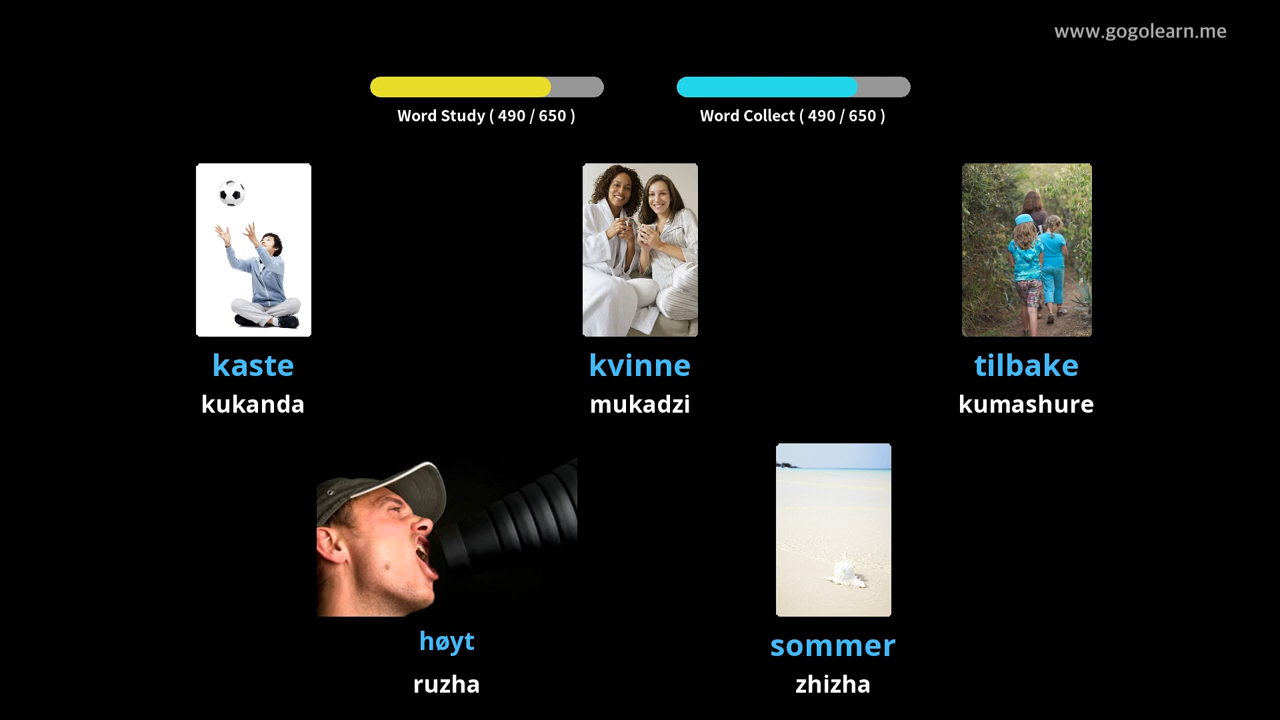 www.gogolearn.me
Word Study ( 490 / 650 )
Word Collect ( 490 / 650 )
kaste
kukanda
kvinne
mukadzi
tilbake
kumashure
høyt
ruzha
sommer
zhizha